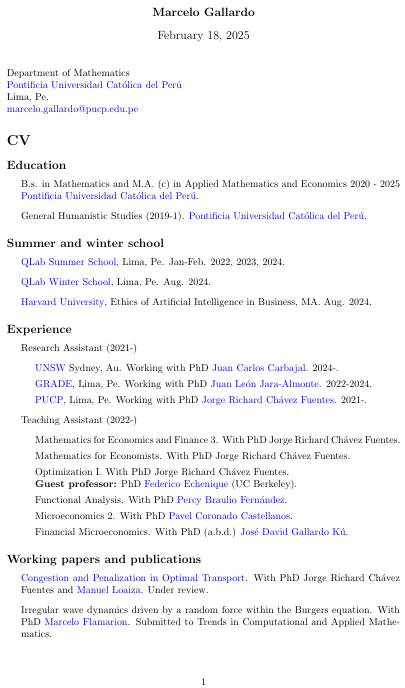 Marcelo Gallardo
February 18, 2025
Department of Mathematics
Pontificia Universidad Católica del Perú
Lima, Pe.
marcelo.gallardo@pucp.edu.pe
CV
Education
B.s. in Mathematics and M.A. (c) in Applied Mathematics and Economics 2020 - 2025
Pontificia Universidad Católica del Perú.
General Humanistic Studies (2019-1). Pontificia Universidad Católica del Perú.
Summer and winter school
QLab Summer School, Lima, Pe. Jan-Feb. 2022, 2023, 2024.
QLab Winter School, Lima, Pe. Aug. 2024.
Harvard University, Ethics of Artificial Intelligence in Business, MA. Aug. 2024.
Experience
Research Assistant (2021-)
UNSW Sydney, Au. Working with PhD Juan Carlos Carbajal. 2024-.
GRADE, Lima, Pe. Working with PhD Juan León Jara-Almonte. 2022-2024.
PUCP, Lima, Pe. Working with PhD Jorge Richard Chávez Fuentes. 2021-.
Teaching Assistant (2022-)
Mathematics for Economics and Finance 3. With PhD Jorge Richard Chávez Fuentes.
Mathematics for Economists. With PhD Jorge Richard Chávez Fuentes.
Optimization I. With PhD Jorge Richard Chávez Fuentes.
Guest professor: PhD Federico Echenique (UC Berkeley).
Functional Analysis. With PhD Percy Braulio Fernández.
Microeconomics 2. With PhD Pavel Coronado Castellanos.
Financial Microeconomics. With PhD (a.b.d.) José David Gallardo Kú.
Working papers and publications
Congestion and Penalization in Optimal Transport. With PhD Jorge Richard Chávez
Fuentes and Manuel Loaiza. Under review.
Irregular wave dynamics driven by a random force within the Burgers equation. With
PhD Marcelo Flamarion. Submitted to Trends in Computational and Applied Mathe-
matics.
1